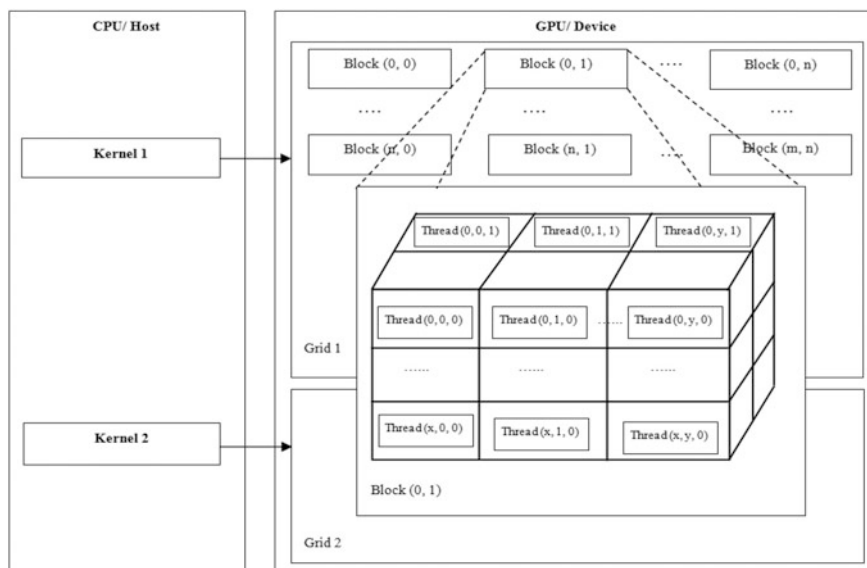 CPU/ Host
GPU/ Device
Block (0, 0)
Block (0, 1)
....
Block (0, n)
....
....
....
Kernel 1
Block (n, 0)
Block (n, 1)
....
Block (m, n)
Thread (0, 0, 1)
Thread (0, 1, 1)
Thread (0, y, 1)
Thread (0, 0, 0)
Thread (0, 1, 0)
......
Thread (0, y, 0)
Grid 1
......
......
......
Kernel 2
Thread (x, 0, 0)
Thread (x, 1, 0)
Thread (x, y, 0)
Block (0, 1)
Grid 2